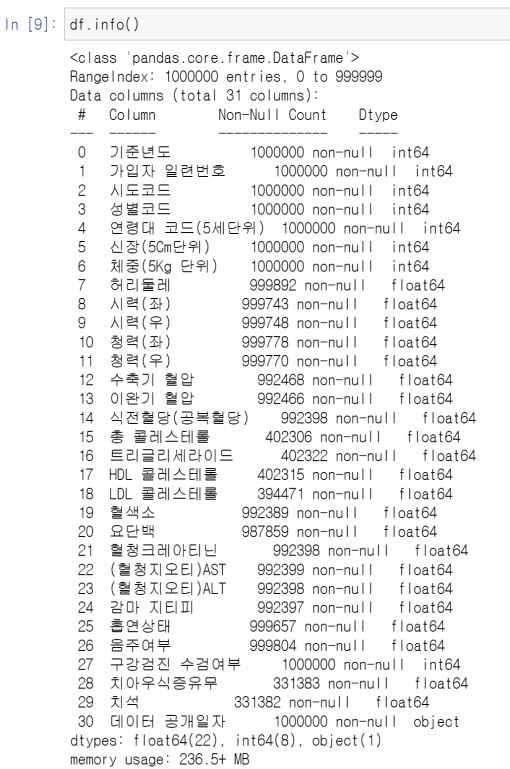 In [9]: df.info()
<class 'pandas.core.frame.DataFrame'>
RangeIndex: 1000000 entries, 0 to 999999
Data columns (total 31 columns):
 #   Column   Non-Null Count   Dtype
---  ------   --------------   -----
 0   기준년도   1000000 non-null   int64
 1   가입자 일련번호   1000000 non-null   int64
 2   시도코드   1000000 non-null   int64
 3   성별코드   1000000 non-null   int64
 4   연령대 코드(5세단위)   1000000 non-null   int64
 5   신장(5Cm단위)   1000000 non-null   int64
 6   체중(5Kg 단위)   1000000 non-null   int64
 7   허리둘레   999892 non-null   float64
 8   시력(좌)   999743 non-null   float64
 9   시력(우)   999748 non-null   float64
 10  청력(좌)   999778 non-null   float64
 11  청력(우)   999770 non-null   float64
 12  수축기 혈압   992468 non-null   float64
 13  이완기 혈압   992466 non-null   float64
 14  식전혈당(공복혈당)   992398 non-null   float64
 15  총 콜레스테롤   402306 non-null   float64
 16  트리글리세라이드   402322 non-null   float64
 17  HDL 콜레스테롤   402315 non-null   float64
 18  LDL 콜레스테롤   394471 non-null   float64
 19  혈색소   992389 non-null   float64
 20  요단백   987859 non-null   float64
 21  혈청크레아티닌   992398 non-null   float64
 22  (혈청지오티)AST   992399 non-null   float64
 23  (혈청지오티)ALT   992398 non-null   float64
 24  감마 지티피   992397 non-null   float64
 25  흡연상태   999657 non-null   float64
 26  음주여부   999804 non-null   float64
 27  구강검진 수검여부   1000000 non-null   int64
 28  치아우식증유무   331383 non-null   float64
 29  치석   331382 non-null   float64
 30  데이터 공개일자   1000000 non-null   object
dtypes: float64(22), int64(8), object(1)
memory usage: 236.5+ MB